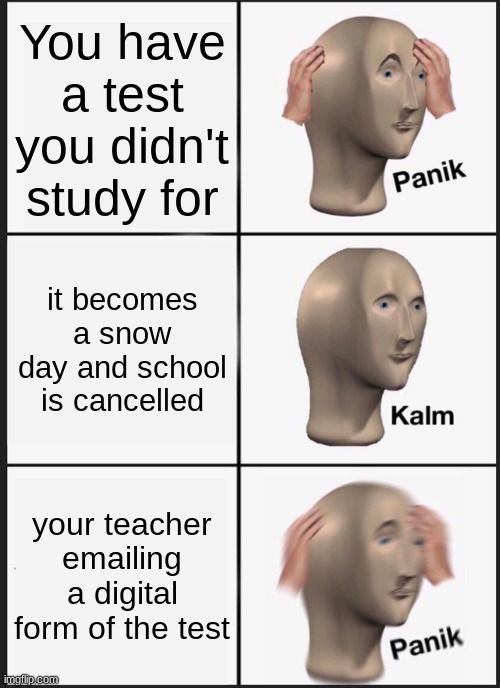 You have
a test
you didn't
study for
Panik
it becomes
a snow
day and school
is cancelled
Kalm
your teacher
emailing
a digital
form of the test
Panik
imgflip.com